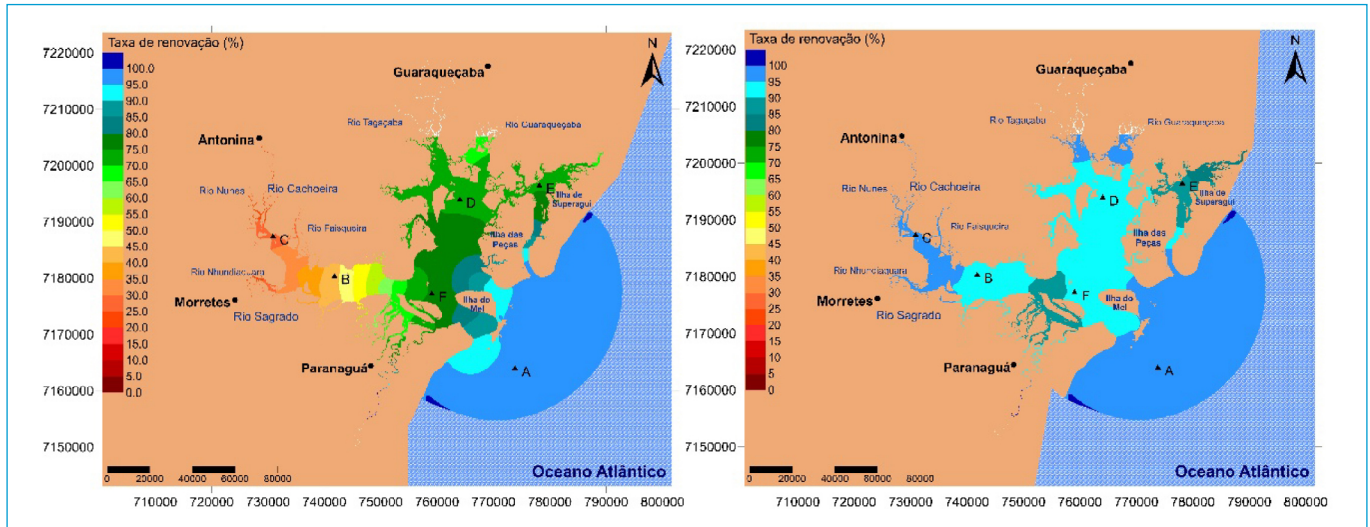 Taxa de renovação (%)
N
7220000
7210000
7200000
7190000
7180000
7170000
7160000
7150000
100.0
95.0
90.0
85.0
80.0
75.0
70.0
65.0
60.0
55.0
50.0
45.0
40.0
35.0
30.0
25.0
20.0
15.0
10.0
5.0
0.0
Guaraqueçaba
Rio Tagaçaba
Rio Guaraqueçaba
Antonina
Rio Nunes
Rio Cachoeira
Rio Faisqueira
Rio Nhundiaquara
Morretes
Rio Sagrado
Paranaguá
Ilha de
Superagui
Ilha das
Peças
Ilha do
Mel
A
B
C
D
E
F
0
20000
40000
60000
80000
Oceano Atlântico
710000 720000 730000 740000 750000 760000 770000 780000 790000 800000
Taxa de renovação (%)
N
7220000
7210000
7200000
7190000
7180000
7170000
7160000
7150000
100
95
90
85
80
75
70
65
60
55
50
45
40
35
30
25
20
15
10
5
0
Guaraqueçaba
Rio Tagaçaba
Rio Guaraqueçaba
Antonina
Rio Nunes
Rio Cachoeira
Rio Faisqueira
Rio Nhundiaquara
Morretes
Rio Sagrado
Paranaguá
Ilha de
Superagui
Ilha das
Peças
Ilha do
Mel
A
B
C
D
E
F
0
20000
40000
60000
80000
Oceano Atlântico
710000 720000 730000 740000 750000 760000 770000 780000 790000 800000